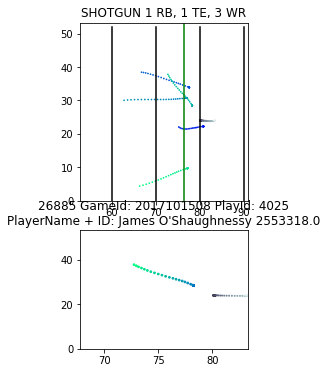 SHOTGUN 1 RB, 1 TE, 3 WR
50
40
30
20
10
0
60 70 80 90
26885 GameId: 2017101508 PlayId: 4025
PlayerName + ID: James O'Shaughnessy 2553318.0
40
20
0
70 75 80